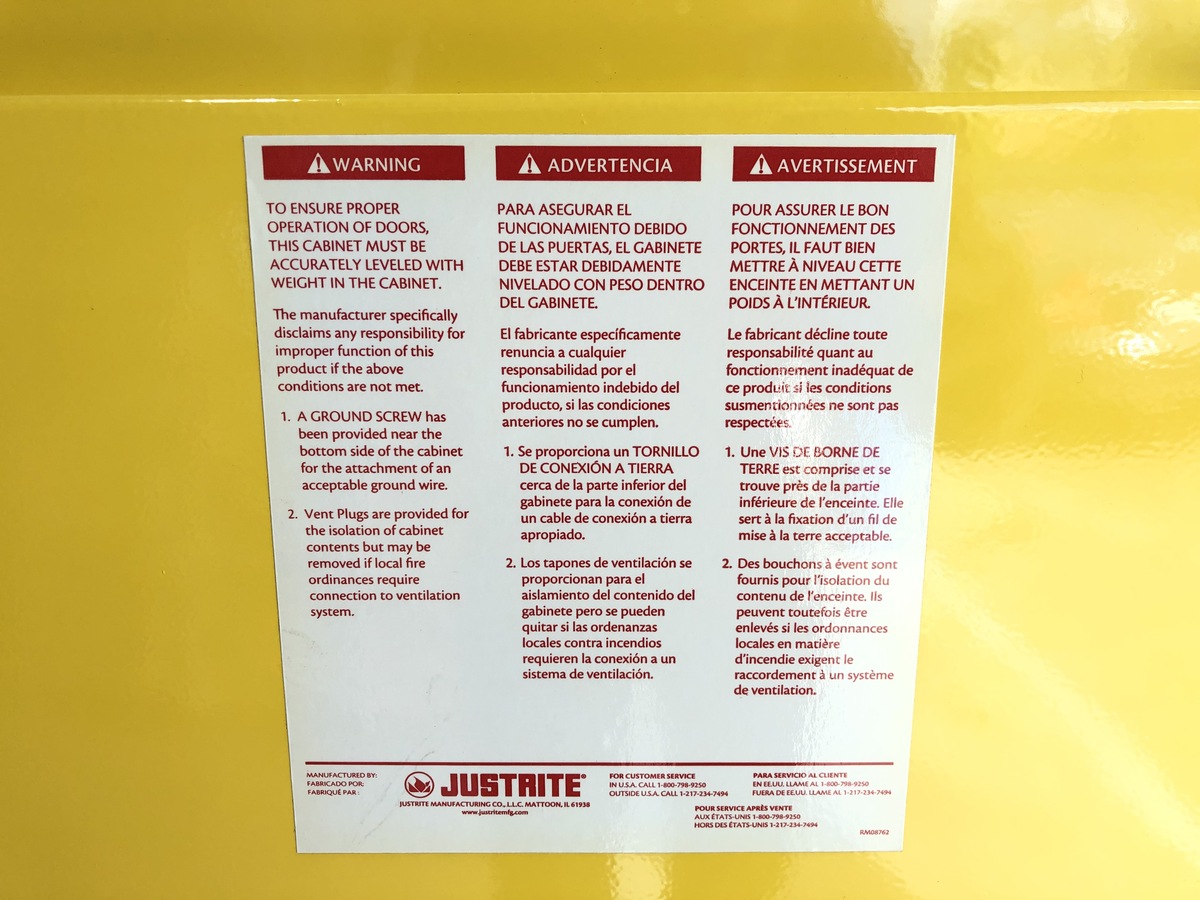 WARNING
TO ENSURE PROPER
OPERATION OF DOORS,
THIS CABINET MUST BE
ACCURATELY LEVELED WITH
WEIGHT IN THE CABINET.
The manufacturer specifically
disclaims any responsibility for
improper function of this
product if the above
conditions are not met.
1. A GROUND SCREW has
been provided near the
bottom side of the cabinet
for the attachment of an
acceptable ground wire.
2. Vent Plugs are provided for
the isolation of cabinet
contents but may be
removed if local fire
ordinances require
connection to ventilation
system.
ADVERTENCIA
PARA ASEGURAR EL
FUNCIONAMIENTO DEBIDO
DE LAS PUERTAS, EL GABINETE
DEBE ESTAR DEBIDAMENTE
NIVELADO CON PESO DENTRO
DEL GABINETE.
El fabricante específicamente
renuncia a cualquier
responsabilidad por el
funcionamiento indebido del
producto, si las condiciones
anteriores no se cumplen.
1. Se proporciona un TORNILLO
DE CONEXIÓN A TIERRA
cerca de la parte inferior del
gabinete para la conexión de
un cable de conexión a tierra
apropiado.
2. Los tapones de ventilación se
proporcionan para el
aislamiento del contenido del
gabinete pero se pueden
quitar si las ordenanzas
locales contra incendios
requieren la conexión a un
sistema de ventilación.
AVERTISSEMENT
POUR ASSURER LE BON
FONCTIONNEMENT DES
PORTES, IL FAUT BIEN
METTRE À NIVEAU CETTE
ENCEINTE EN METTANT UN
POIDS À L'INTÉRIEUR.
Le fabricant décline toute
responsabilité quant au
fonctionnement inadéquat de
ce produit si les conditions
susmentionnées ne sont pas
respectées.
1. Une VIS DE BORNE DE
TERRE est comprise et se
trouve près de la partie
inférieure de l'enceinte. Elle
sert à la fixation d'un fil de
mise à la terre acceptable.
2. Des bouchons à évent sont
fournis pour l'isolation du
contenu de l'enceinte. Ils
peuvent toutefois être
enlevés si les ordonnances
locales en matière
d'incendie exigent le
raccordement à un système
de ventilation.
MANUFACTURED BY:
FABRICADO POR:
FABRIQUÉ PAR :
JUSTRITE®
JUSTRITE MANUFACTURING CO., L.L.C. MATTOON, IL 61938
www.justritemfg.com
FOR CUSTOMER SERVICE
IN U.S.A. CALL 1-800-798-9250
OUTSIDE U.S.A. CALL 1-217-234-7494
PARA SERVICIO AL CLIENTE
EN EE.UU. LLAME AL 1-800-798-9250
FUERA DE EE.UU. LLAME AL 1-217-234-7494
POUR SERVICE APRÈS VENTE
AUX ÉTATS-UNIS 1-800-798-9250
HORS DES ÉTATS-UNIS 1-217-234-7494
RM08762